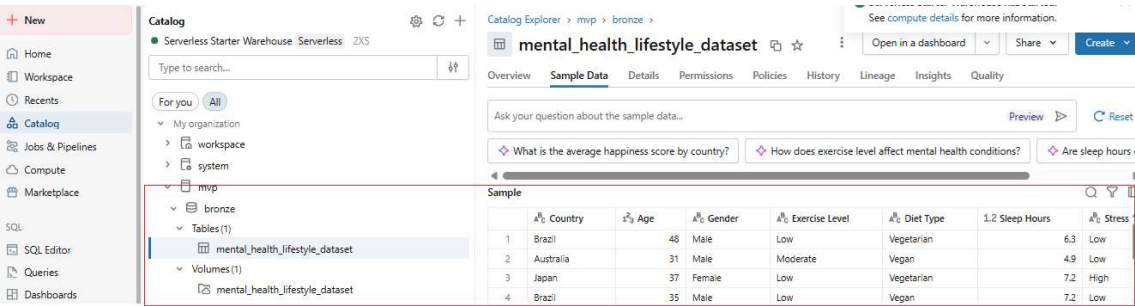 New
Home
Workspace
Recents
Catalog
Jobs & Pipelines
Compute
Marketplace
SQL
SQL Editor
Queries
Dashboards
Catalog
Serverless Starter Warehouse Serverless 2XS
Type to search...
For you All
My organization
workspace
system
mvp
bronze
Tables (1)
mental_health_lifestyle_dataset
Volumes (1)
mental_health_lifestyle_dataset
Catalog Explorer > mvp > bronze >
See compute details for more information.
mental_health_lifestyle_dataset
Open in a dashboard Share Create
Overview Sample Data Details Permissions Policies History Lineage Insights Quality
Ask your question about the sample data... Preview Reset
What is the average happiness score by country? How does exercise level affect mental health conditions? Are sleep hours
Sample
Country Age Gender Exercise Level Diet Type 1.2 Sleep Hours Stress
1 Brazil 48 Male Low Vegetarian 6.3 Low
2 Australia 31 Male Moderate Vegan 4.9 Low
3 Japan 37 Female Low Vegetarian 7.2 High
4 Brazil 35 Male Low Vegan 7.2 Low